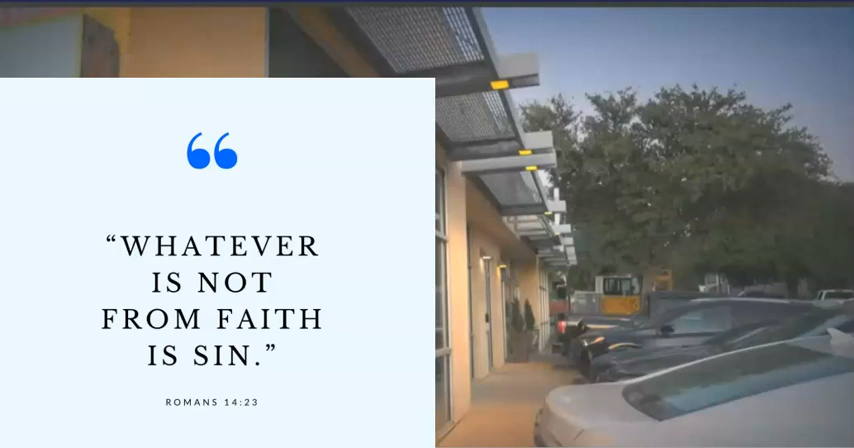 “WHATEVER
IS NOT
FROM FAITH
IS SIN.”
ROMANS 14:23